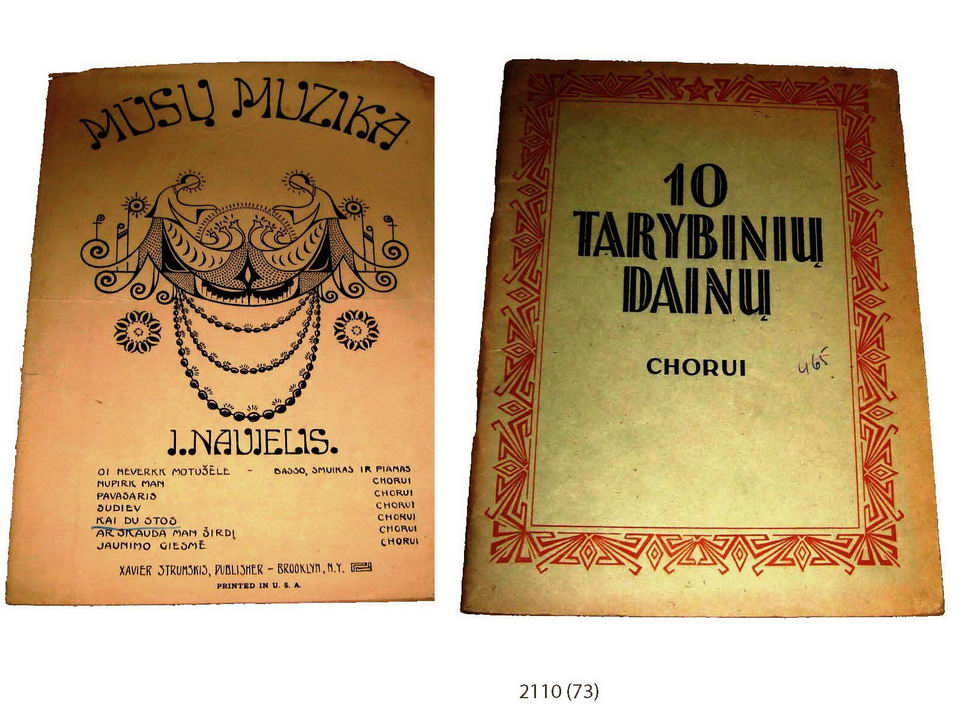 MŪSŲ MUZIKA
J. NAUJELIS.
OI NEVERKK MOTUŠĖLE – BASSO, SMUIKAS IR PIANAS
NUPIRK MAN CHORUI
PAVASARIS CHORUI
SUDIEV CHORUI
KAI DU STOS CHORUI
AR SKAUDA MAN ŠIRDĮ CHORUI
JAUNIMO GIESMĖ CHORUI
XAVIER STRUMSKIS, PUBLISHER – BROOKLYN, N.Y.
PRINTED IN U. S. A.
10
TARYBINIŲ
DAINŲ
CHORUI
465
2110 (73)